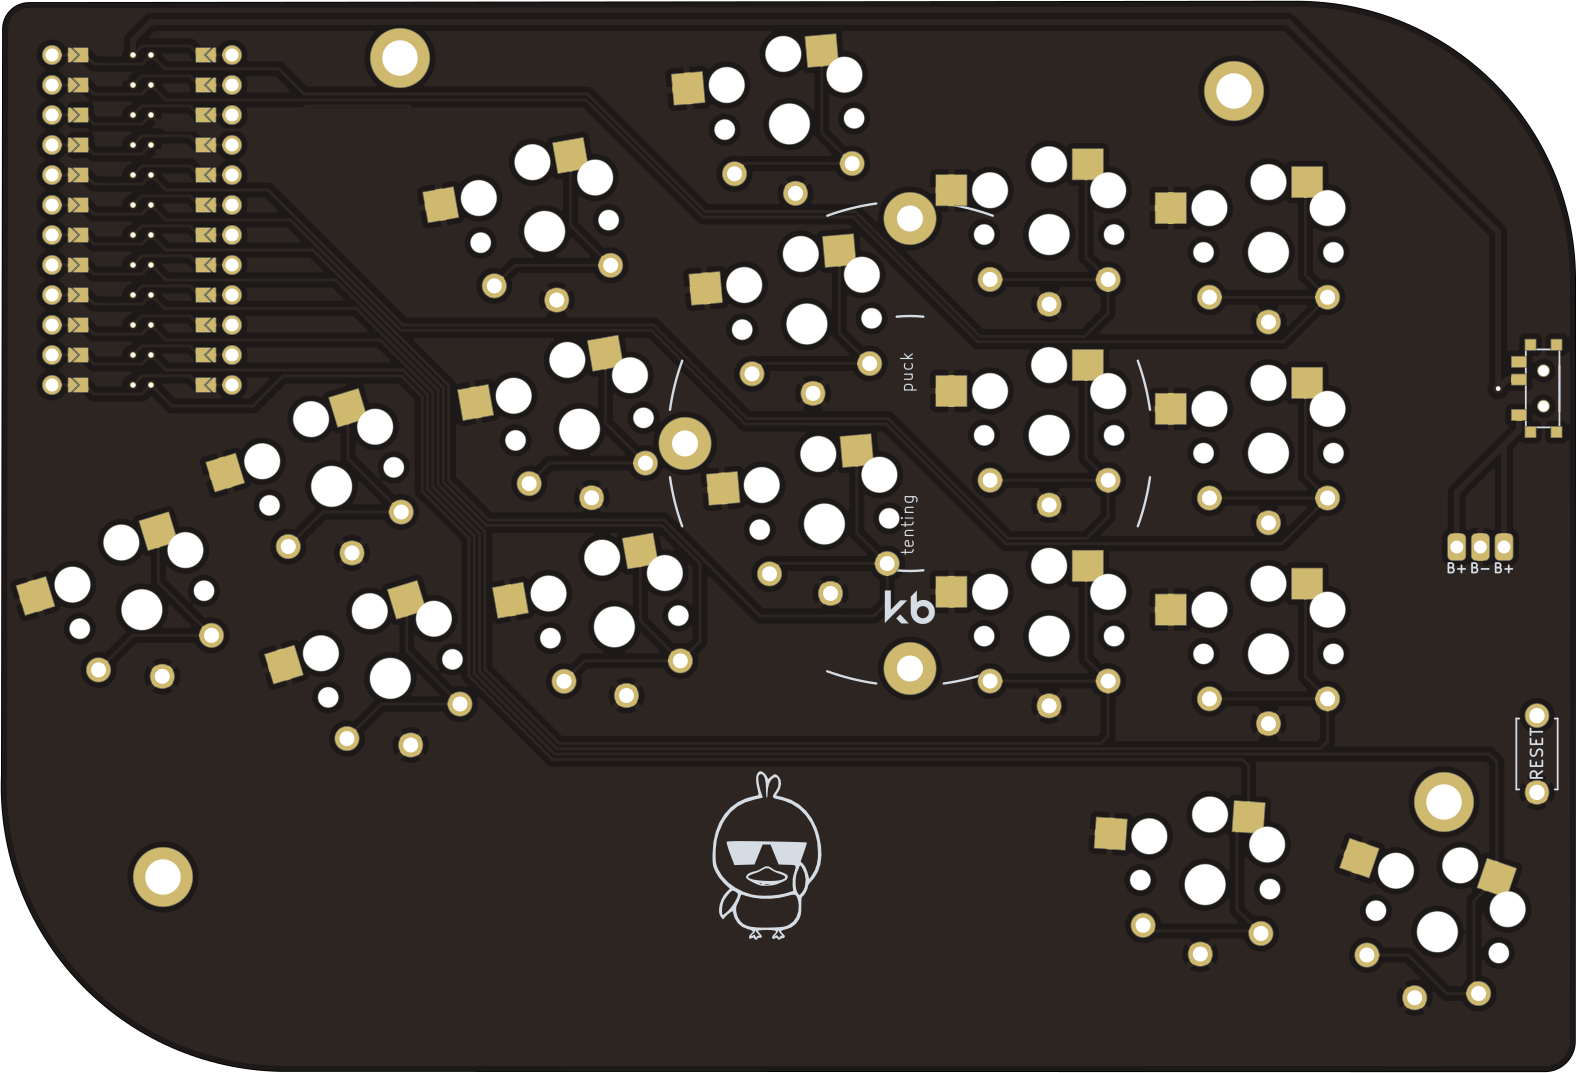 puck
tenting
kb
B+ B- B+
RESET